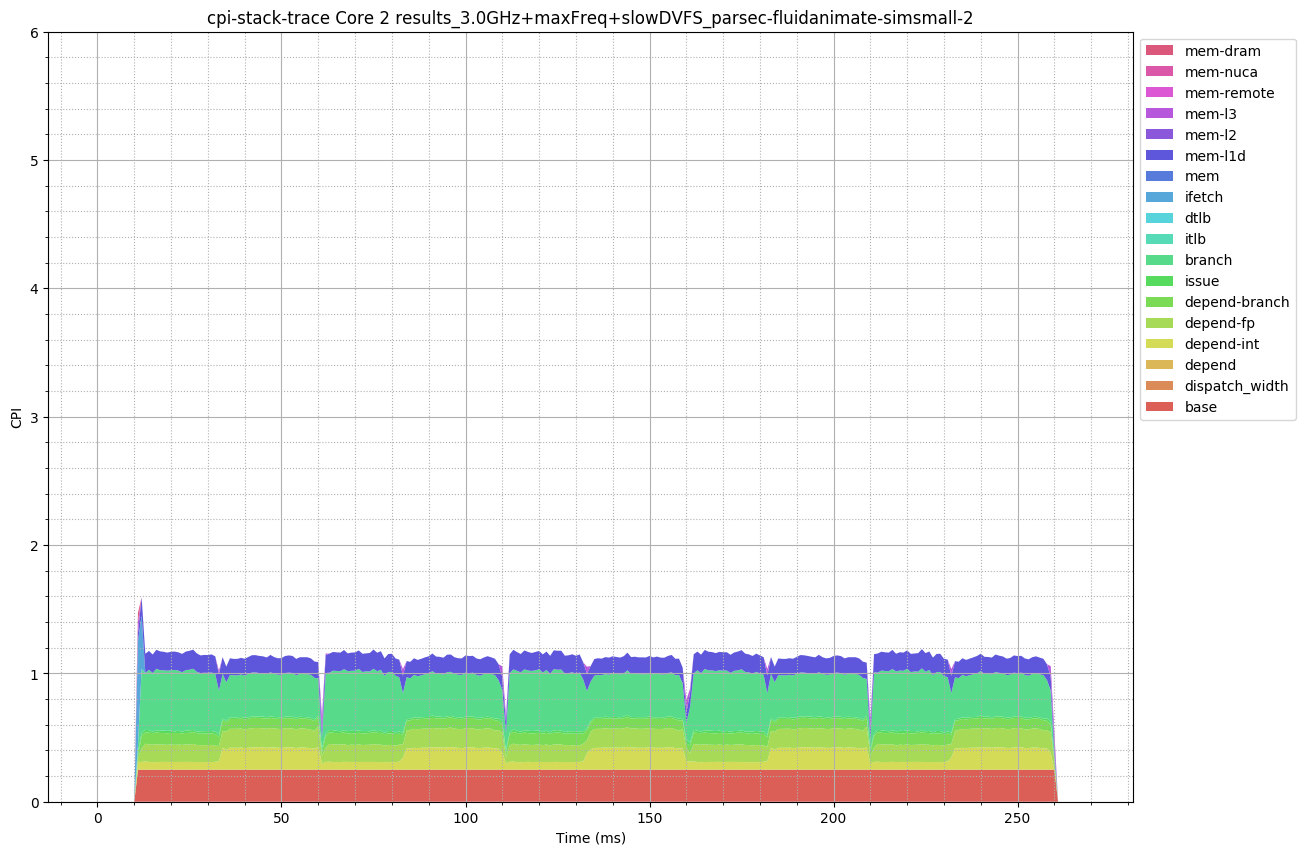 cpi-stack-trace Core 2 results_3.0GHz+maxFreq+slowDVFS_parsec-fluidanimate-simsmall-2
6
5
4
3
2
1
0
CPI
0 50 100 150 200 250
Time (ms)
mem-dram
mem-nuca
mem-remote
mem-l3
mem-l2
mem-l1d
mem
ifetch
dtlb
itlb
branch
issue
depend-branch
depend-fp
depend-int
depend
dispatch_width
base